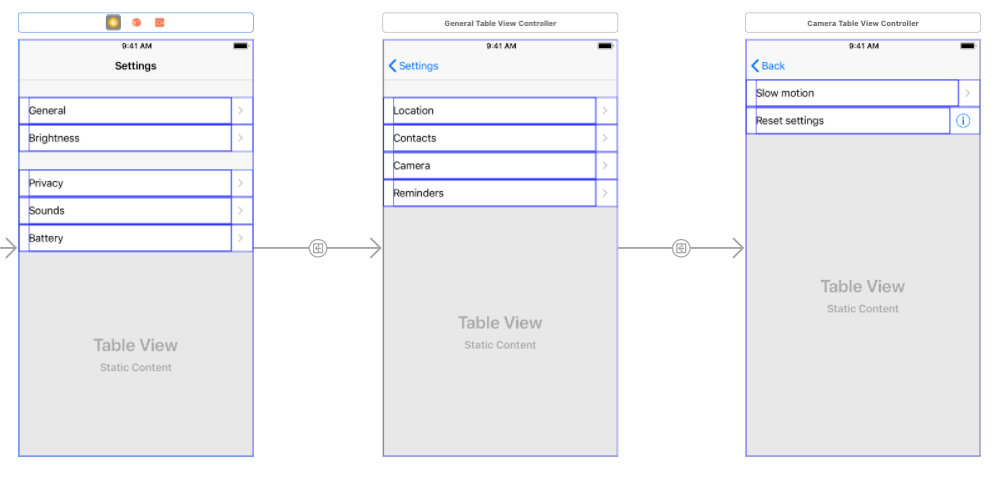 9:41 AM
Settings
General
Brightness
Privacy
Sounds
Battery
Table View
Static Content
General Table View Controller
9:41 AM
Settings
Location
Contacts
Camera
Reminders
Table View
Static Content
Camera Table View Controller
9:41 AM
Back
Slow motion
Reset settings
Table View
Static Content